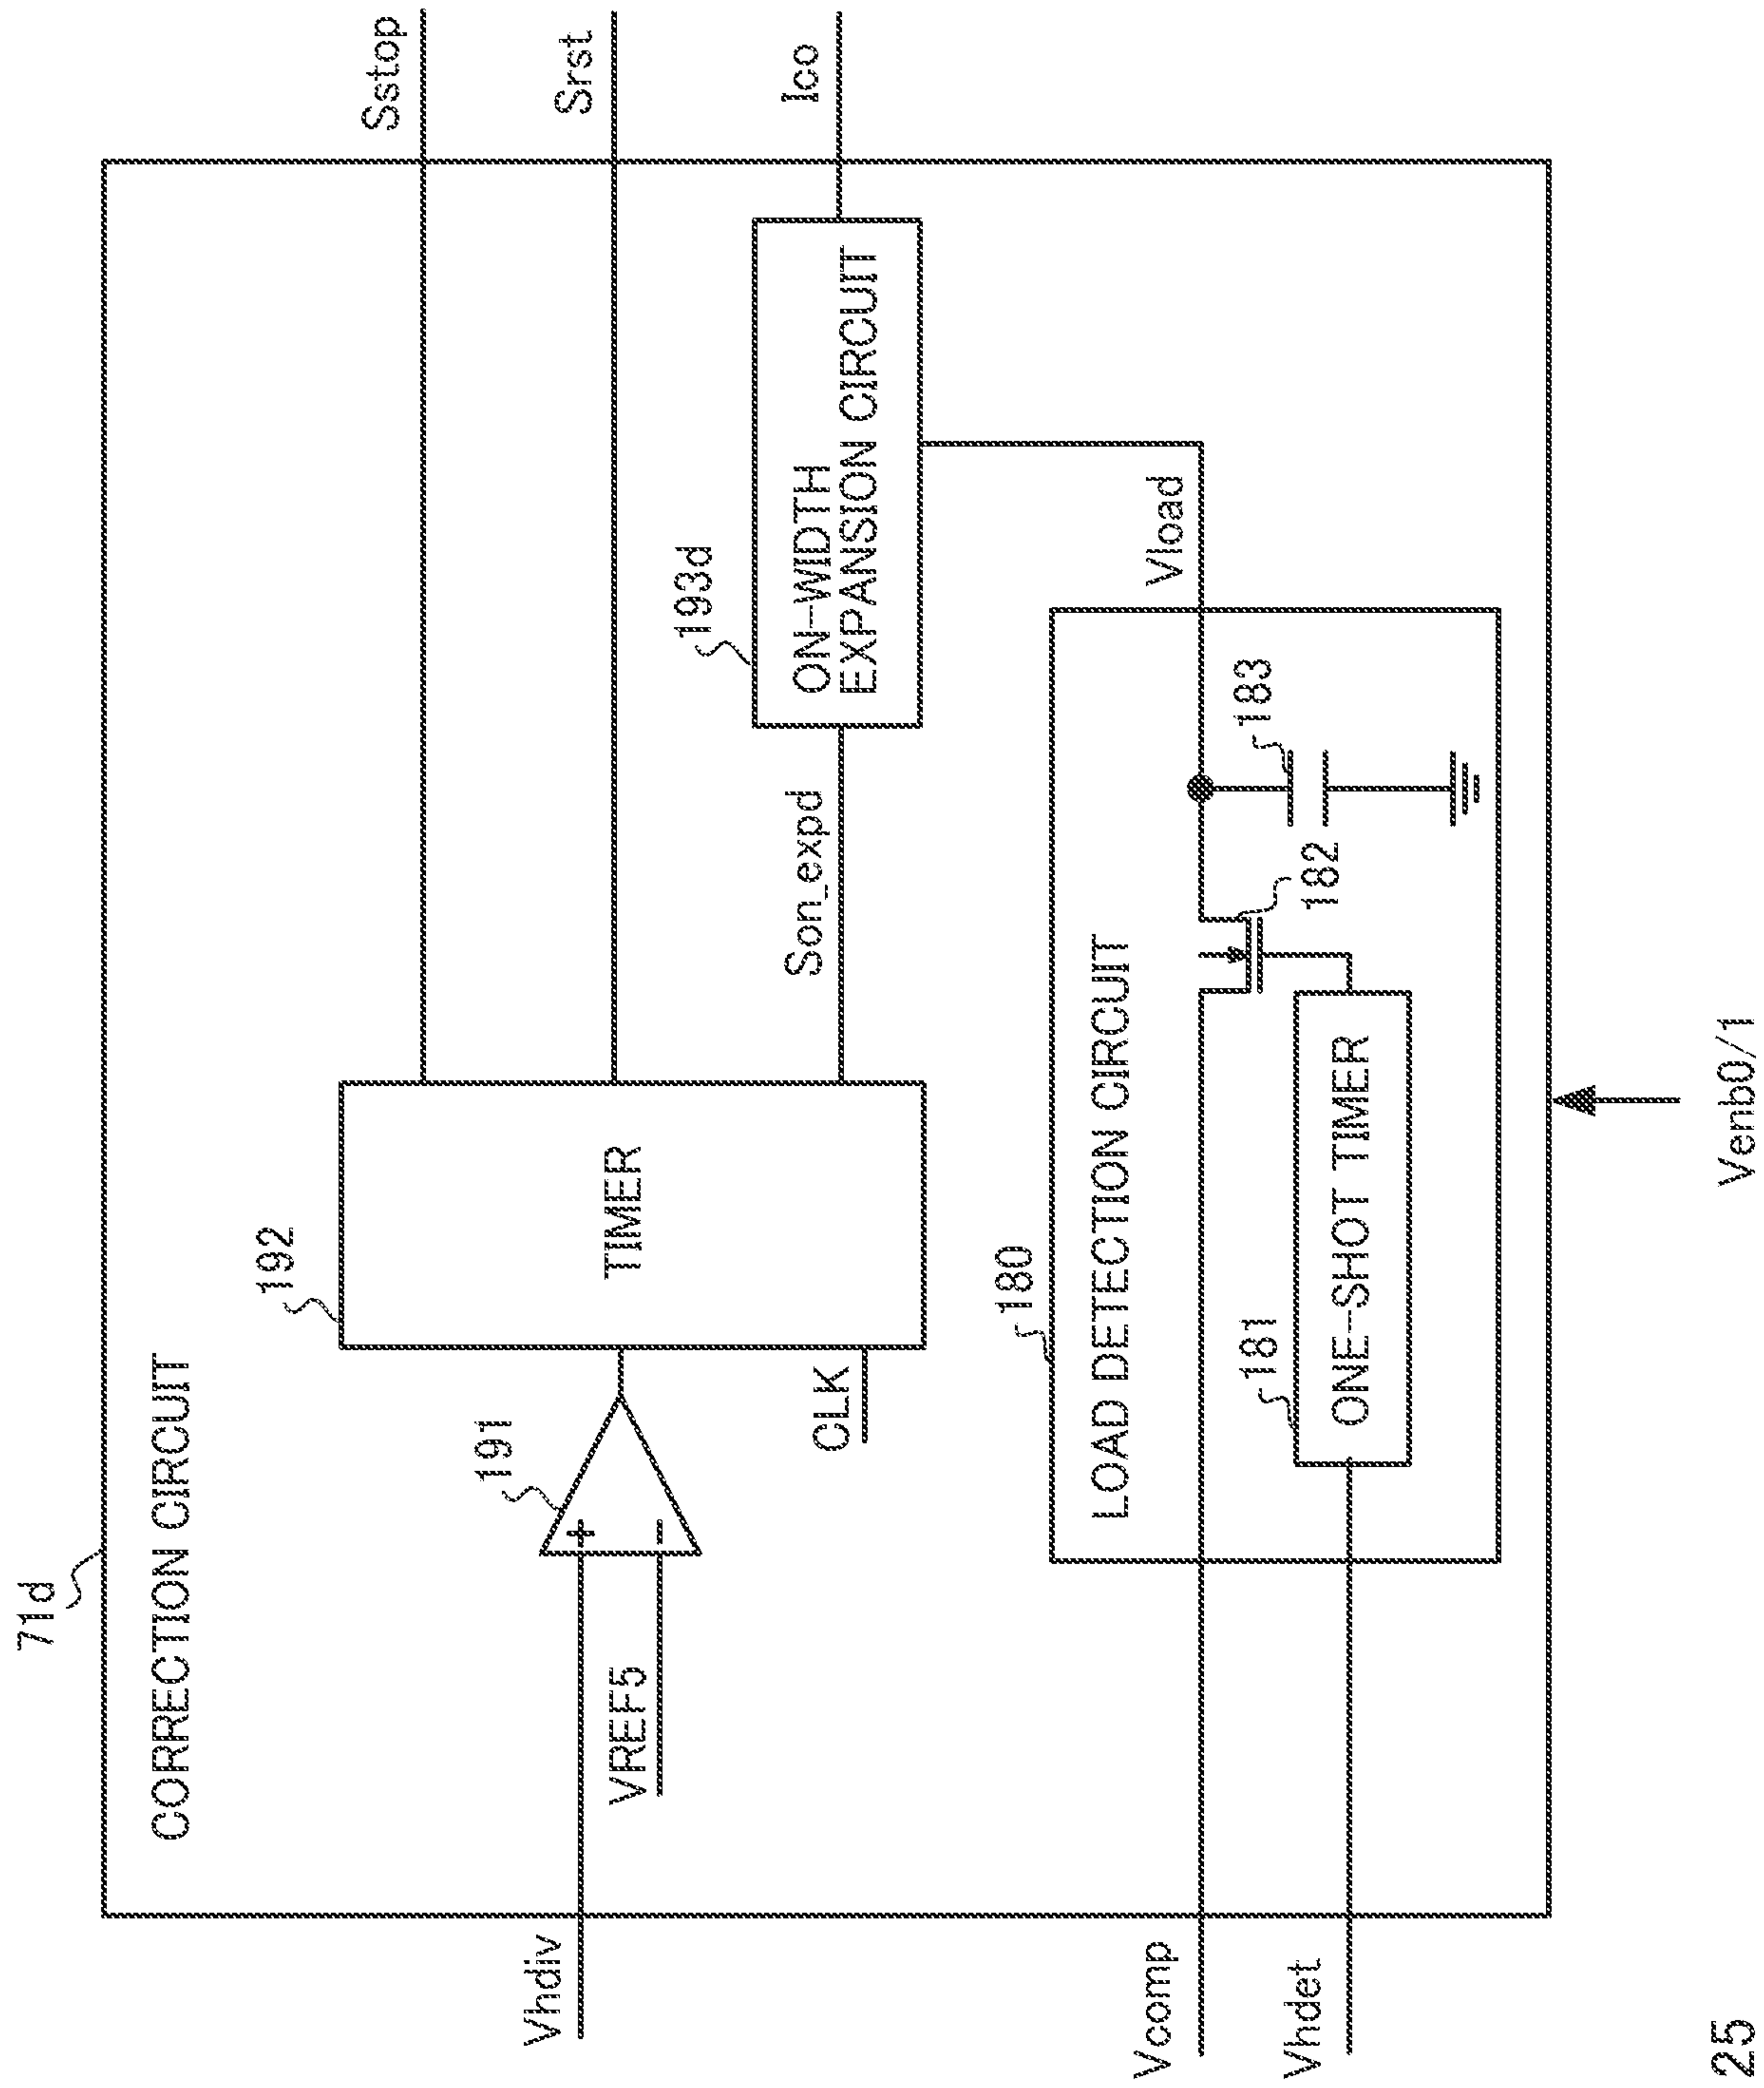 71d
CORRECTION CIRCUIT
192
Sstop
191
TIMER
Srst
Vhdiv
+
VREF5
-
193d
CLK
Son_expd
ON-WIDTH
EXPANSION CIRCUIT
Ico
180
LOAD DETECTION CIRCUIT
Vload
Vcomp
181
183
182
Vhdet
ONE-SHOT TIMER
Venb0/1
25